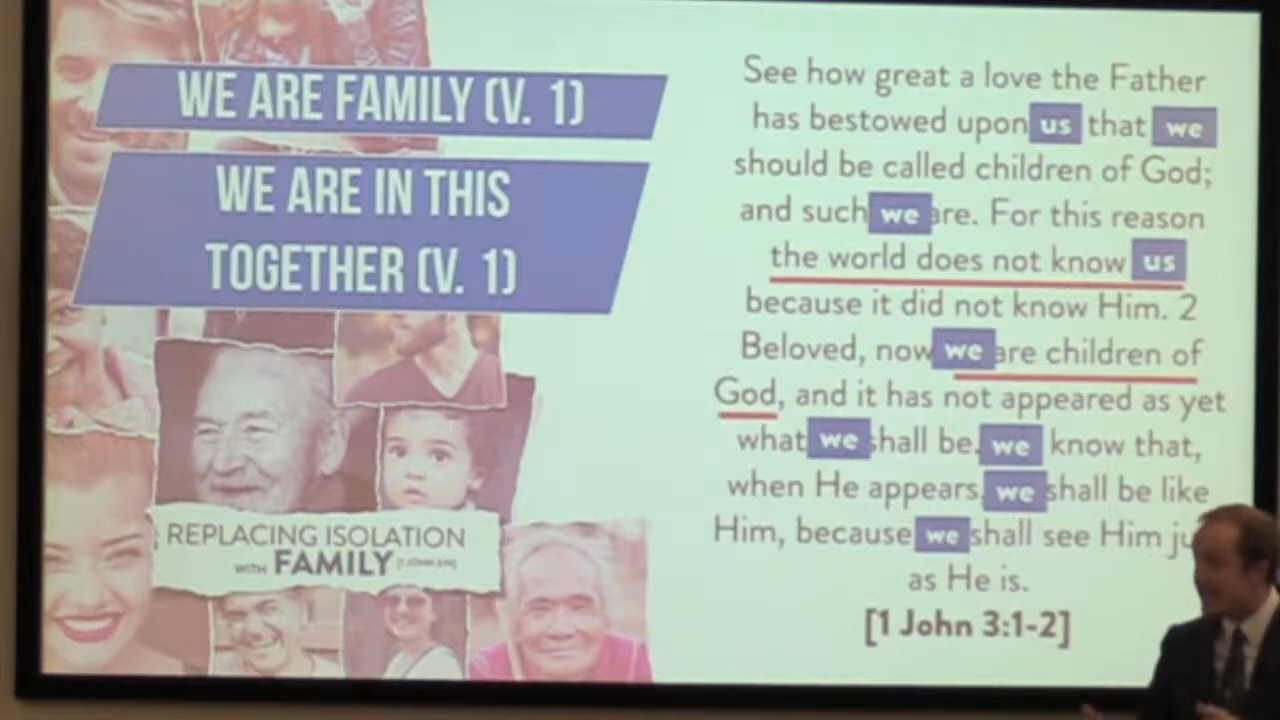 WE ARE FAMILY (V. 1)
WE ARE IN THIS
TOGETHER (V. 1)
REPLACING ISOLATION
WITH FAMILY
See how great a love the Father
has bestowed upon us that we
should be called children of God;
and such we are. For this reason
the world does not know us
because it did not know Him. 2
Beloved, now we are children of
God, and it has not appeared as yet
what we shall be. we know that,
when He appears, we shall be like
Him, because we shall see Him
as He is.
[1 John 3:1-2]